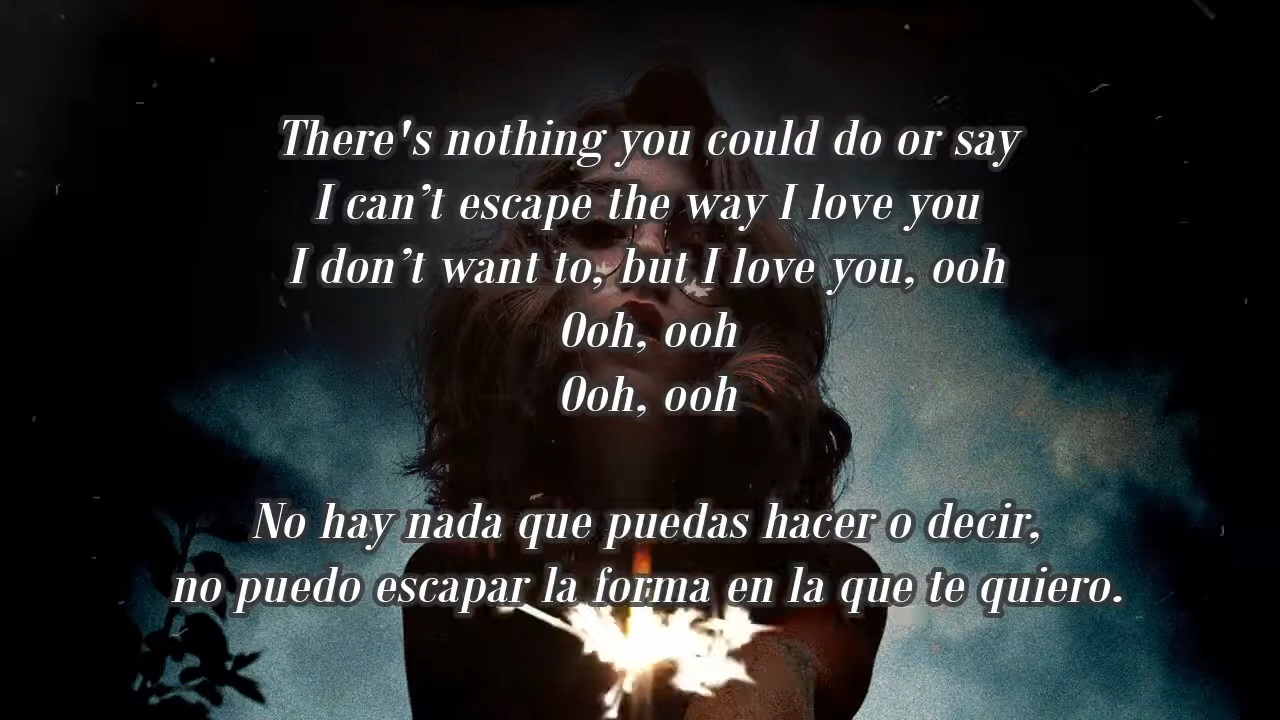 There's nothing you could do or say
I can’t escape the way I love you
I don’t want to, but I love you, ooh
Ooh, ooh
Ooh, ooh
No hay nada que puedas hacer o decir,
no puedo escapar la forma en la que te quiero.